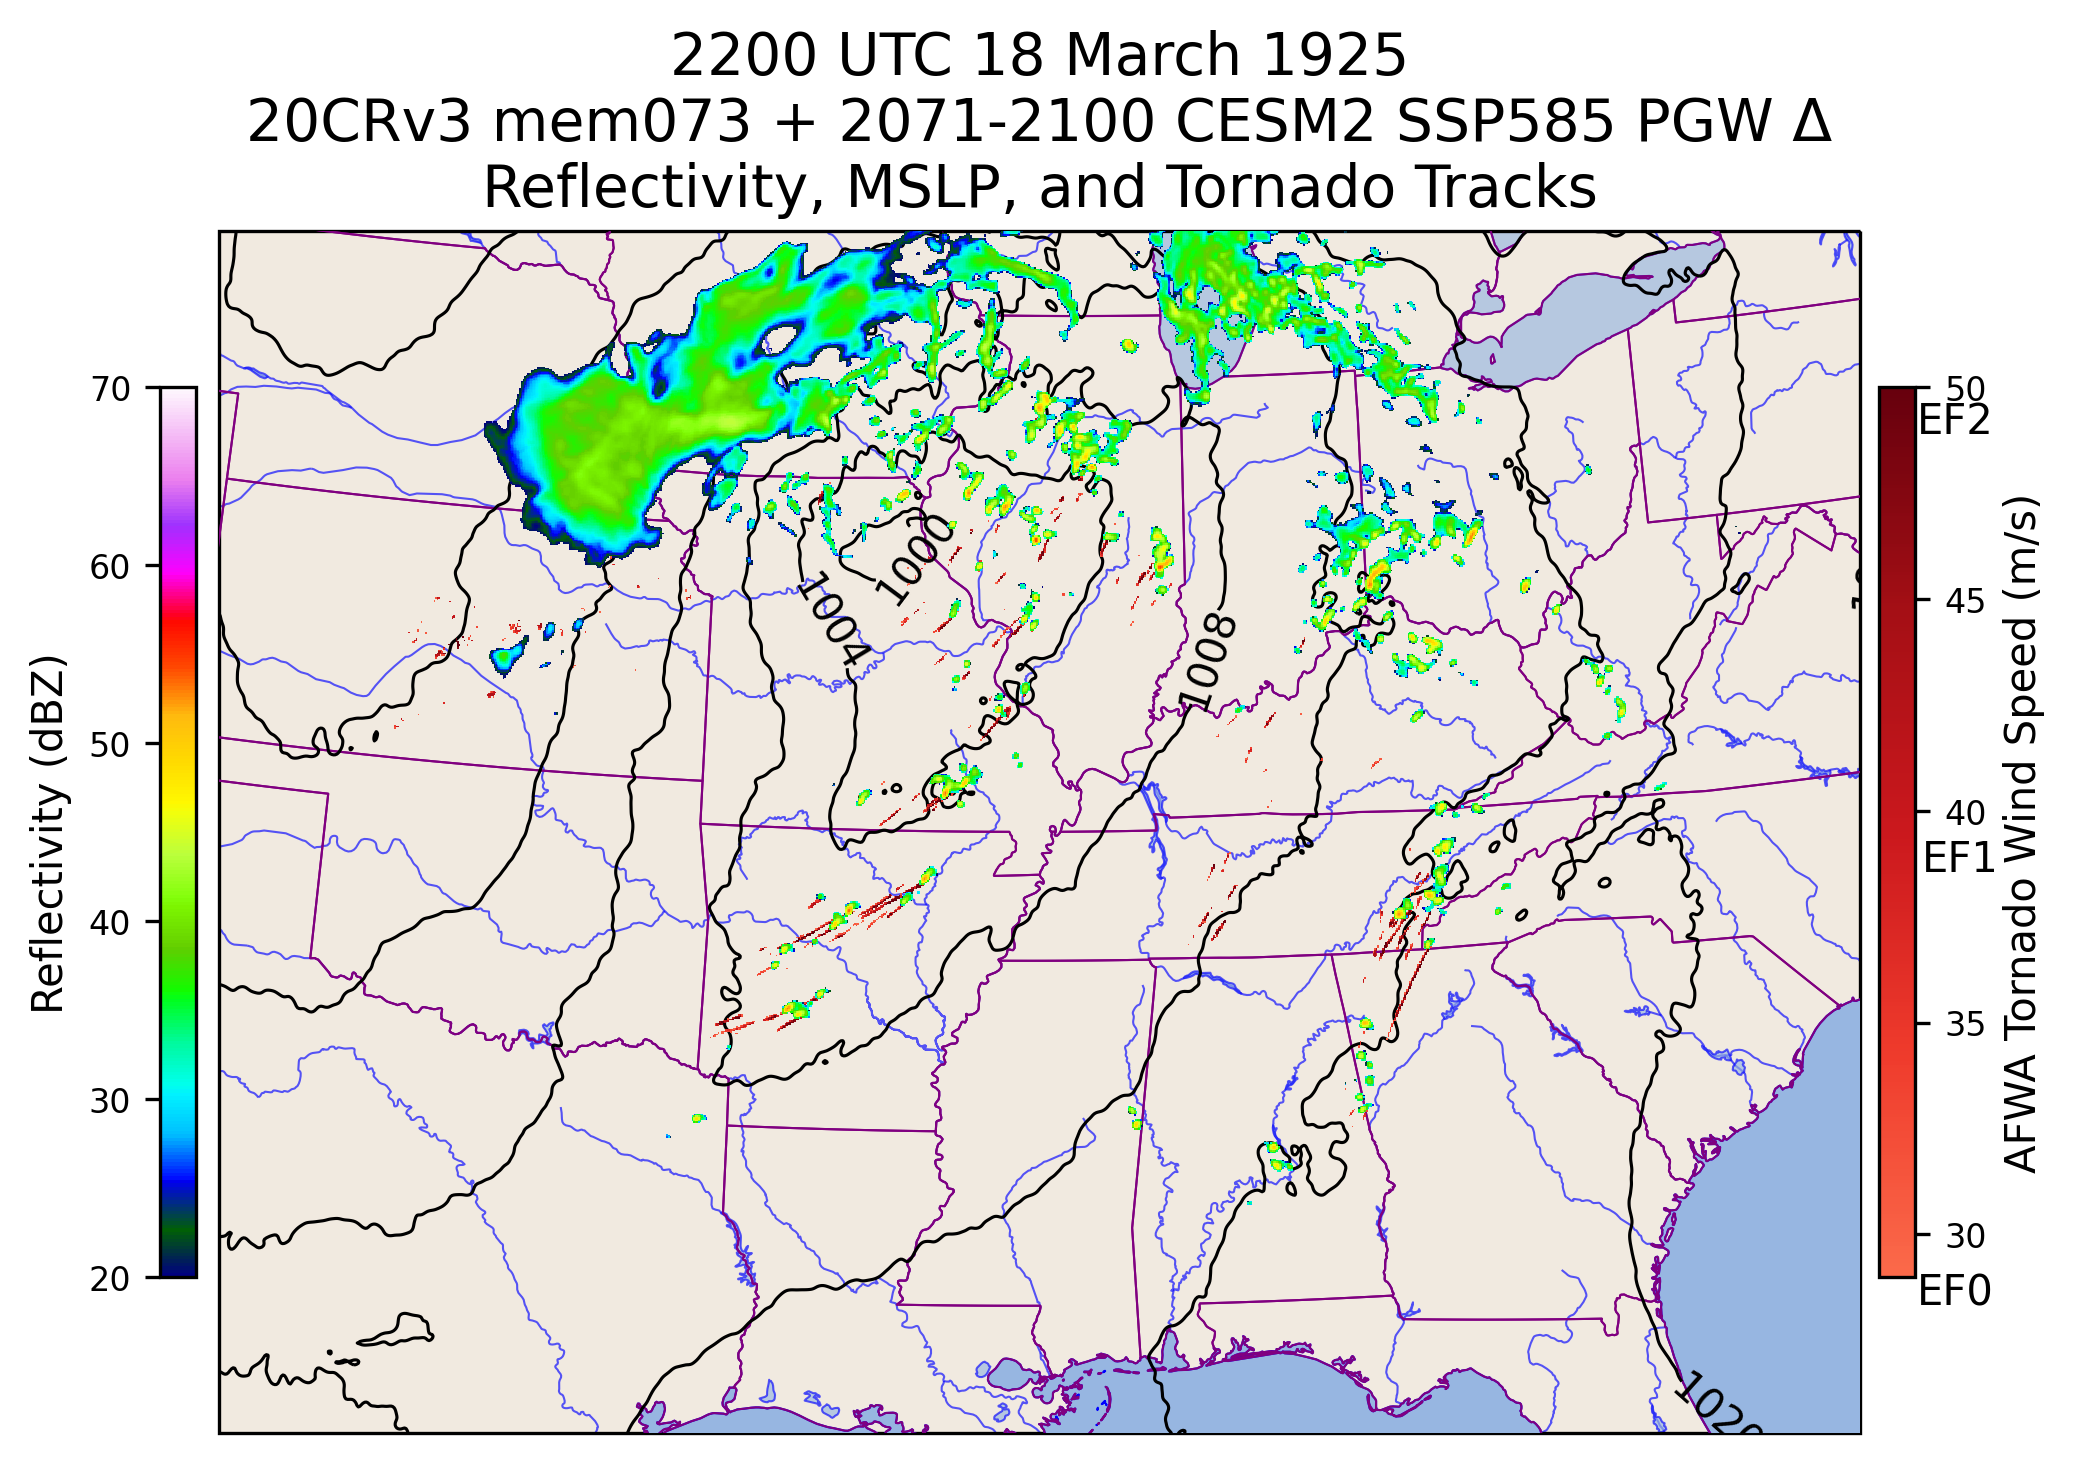 2200 UTC 18 March 1925
20CRv3 mem073 + 2071-2100 CESM2 SSP585 PGW Δ
Reflectivity, MSLP, and Tornado Tracks
70
60
50
40
30
20
Reflectivity (dBZ)
1000
1004
1008
1020
50
EF2
45
40
EF1
35
30
EF0
AFWA Tornado Wind Speed (m/s)